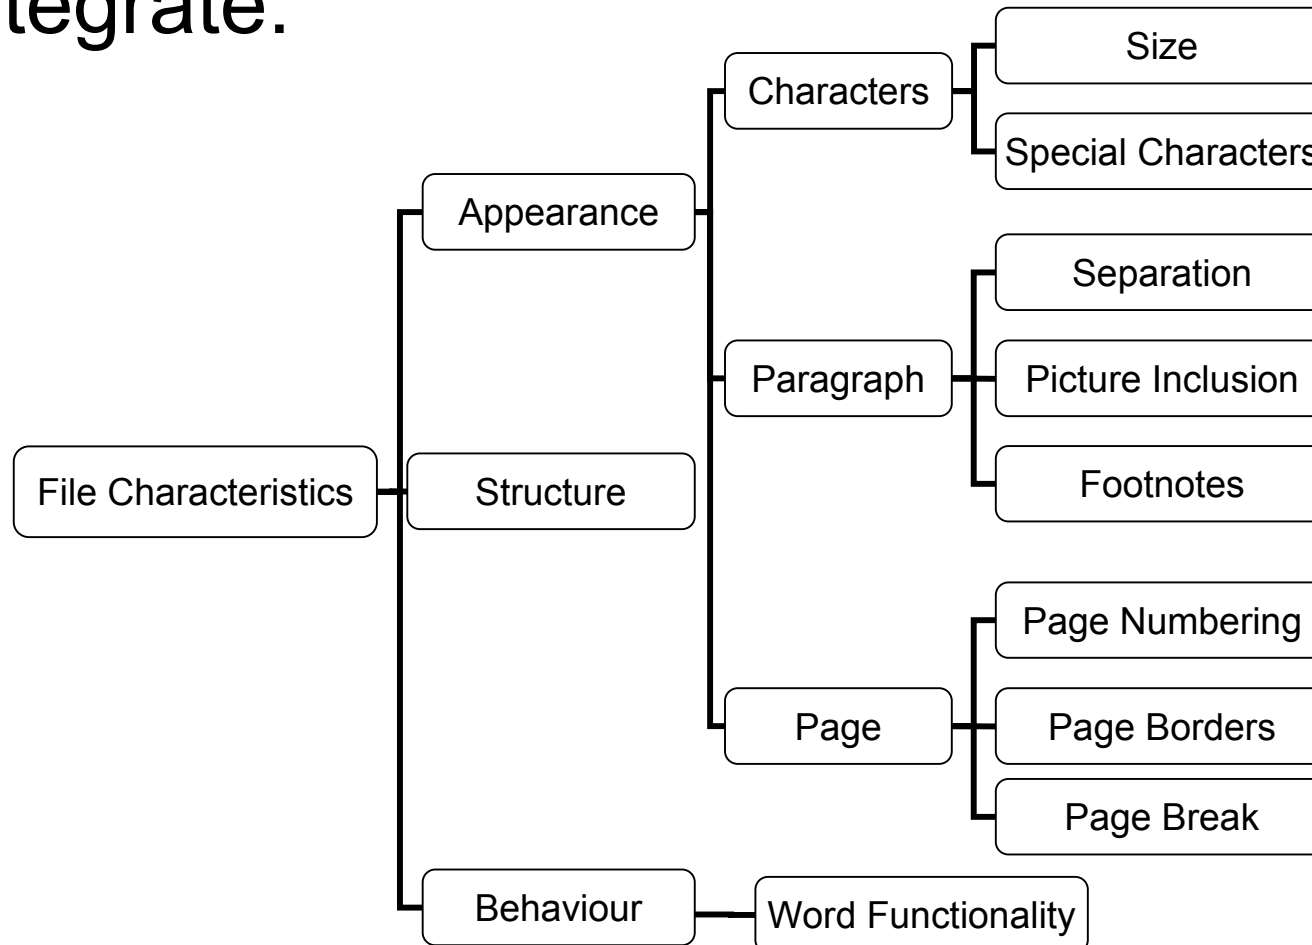 tegrate.
Size
Characters
Special Characters
Appearance
Separation
Paragraph
Picture Inclusion
Footnotes
File Characteristics
Structure
Page Numbering
Page
Page Borders
Page Break
Behaviour
Word Functionality